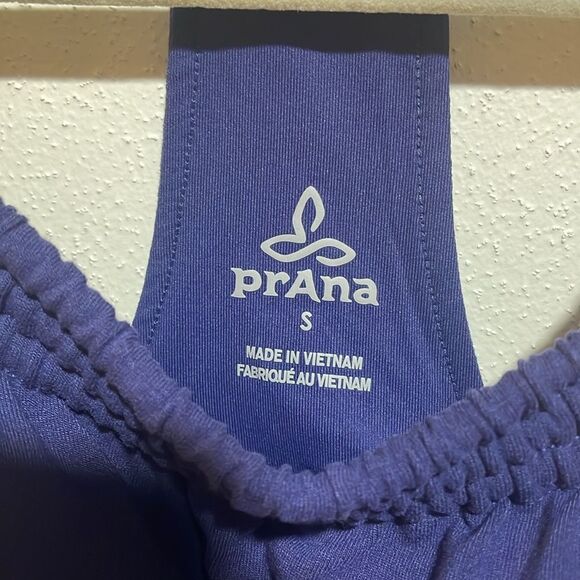 prAna
S
MADE IN VIETNAM
FABRIQUÉ AU VIETNAM